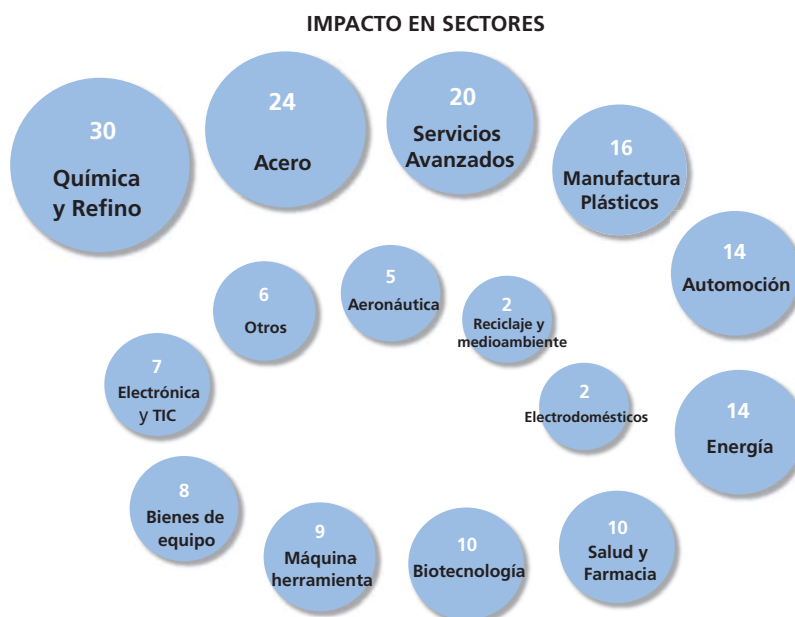 IMPACTO EN SECTORES
30
Química
y Refino
24
Acero
20
Servicios
Avanzados
16
Manufactura
Plásticos
14
Automoción
14
Energía
10
Salud y
Farmacia
10
Biotecnología
9
Máquina
herramienta
8
Bienes de
equipo
7
Electrónica
y TIC
6
Otros
5
Aeronáutica
2
Reciclaje y
medioambiente
2
Electrodomésticos